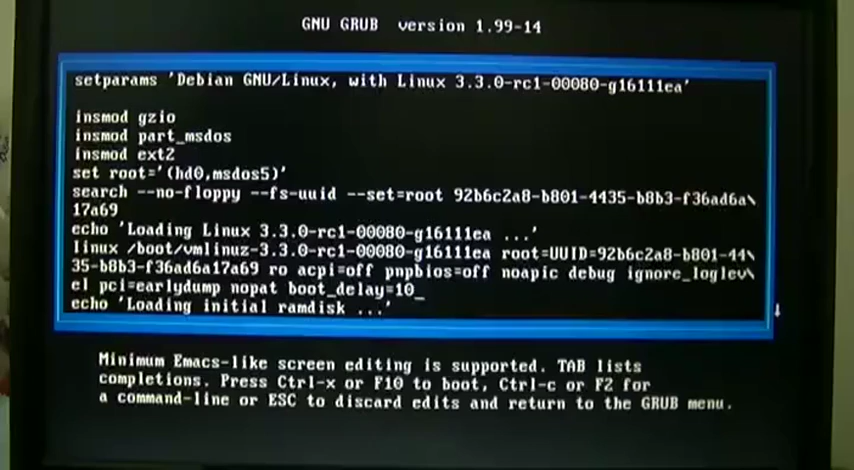 GNU GRUB  version 1.99-14
setparams 'Debian GNU/Linux, with Linux 3.3.0-rc1-00080-g16111ea'
insmod gzio
insmod part_msdos
insmod ext2
set root='(hd0,msdos5)'
search --no-floppy --fs-uuid --set=root 92b6c2a8-b801-4435-b8b3-f36ad6a\
17a69
echo 'Loading Linux 3.3.0-rc1-00080-g16111ea ...'
linux /boot/vmlinuz-3.3.0-rc1-00080-g16111ea root=UUID=92b6c2a8-b801-44\
35-b8b3-f36ad6a17a69 ro acpi=off pnpbios=off noapic debug ignore_loglev\
el pci=earlydump nopat boot_delay=10_
echo 'Loading initial ramdisk ...'
Minimum Emacs-like screen editing is supported. TAB lists
completions. Press Ctrl-x or F10 to boot, Ctrl-c or F2 for
a command-line or ESC to discard edits and return to the GRUB menu.